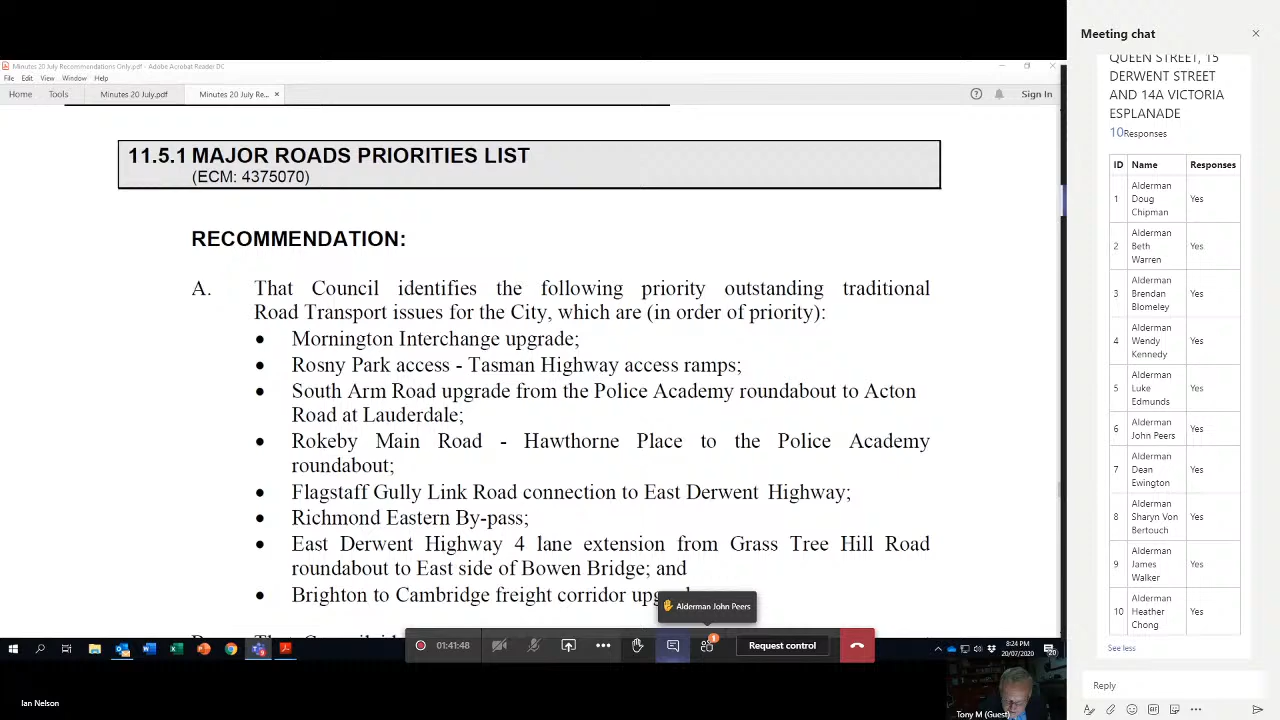 Minutes 20 July Recommendations Only.pdf - Adobe Acrobat Reader DC
File Edit View Window Help
Home Tools Minutes 20 July.pdf Minutes 20 July Re... × Sign In
11.5.1 MAJOR ROADS PRIORITIES LIST
(ECM: 4375070)
RECOMMENDATION:
A. That Council identifies the following priority outstanding traditional
Road Transport issues for the City, which are (in order of priority):
• Mornington Interchange upgrade;
• Rosny Park access - Tasman Highway access ramps;
• South Arm Road upgrade from the Police Academy roundabout to Acton
Road at Lauderdale;
• Rokeby Main Road - Hawthorne Place to the Police Academy
roundabout;
• Flagstaff Gully Link Road connection to East Derwent Highway;
• Richmond Eastern By-pass;
• East Derwent Highway 4 lane extension from Grass Tree Hill Road
roundabout to East side of Bowen Bridge; and
• Brighton to Cambridge freight corridor
Alderman John Peers
01:41:48
1
Request control
8:24 PM
20/07/2020
Ian Nelson
Tony M (Guest)
Meeting chat
QUEEN STREET, 15
DERWENT STREET
AND 14A VICTORIA
ESPLANADE
10Responses
ID Name Responses
1 Alderman Doug Chipman Yes
2 Alderman Beth Warren Yes
3 Alderman Brendan Blomeley Yes
4 Alderman Wendy Kennedy Yes
5 Alderman Luke Edmunds Yes
6 Alderman John Peers Yes
7 Alderman Dean Ewington Yes
8 Alderman Sharyn Von Bertouch Yes
9 Alderman James Walker Yes
10 Alderman Heather Chong Yes
See less
Reply